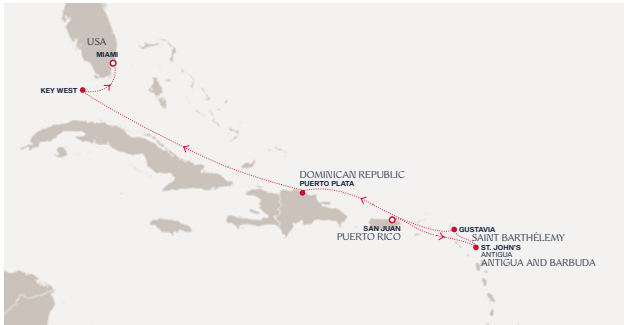 USA
MIAMI
KEY WEST
DOMINICAN REPUBLIC
PUERTO PLATA
SAN JUAN
PUERTO RICO
GUSTAVIA
SAINT BARTHÉLEMY
ST. JOHN'S
ANTIGUA
ANTIGUA AND BARBUDA